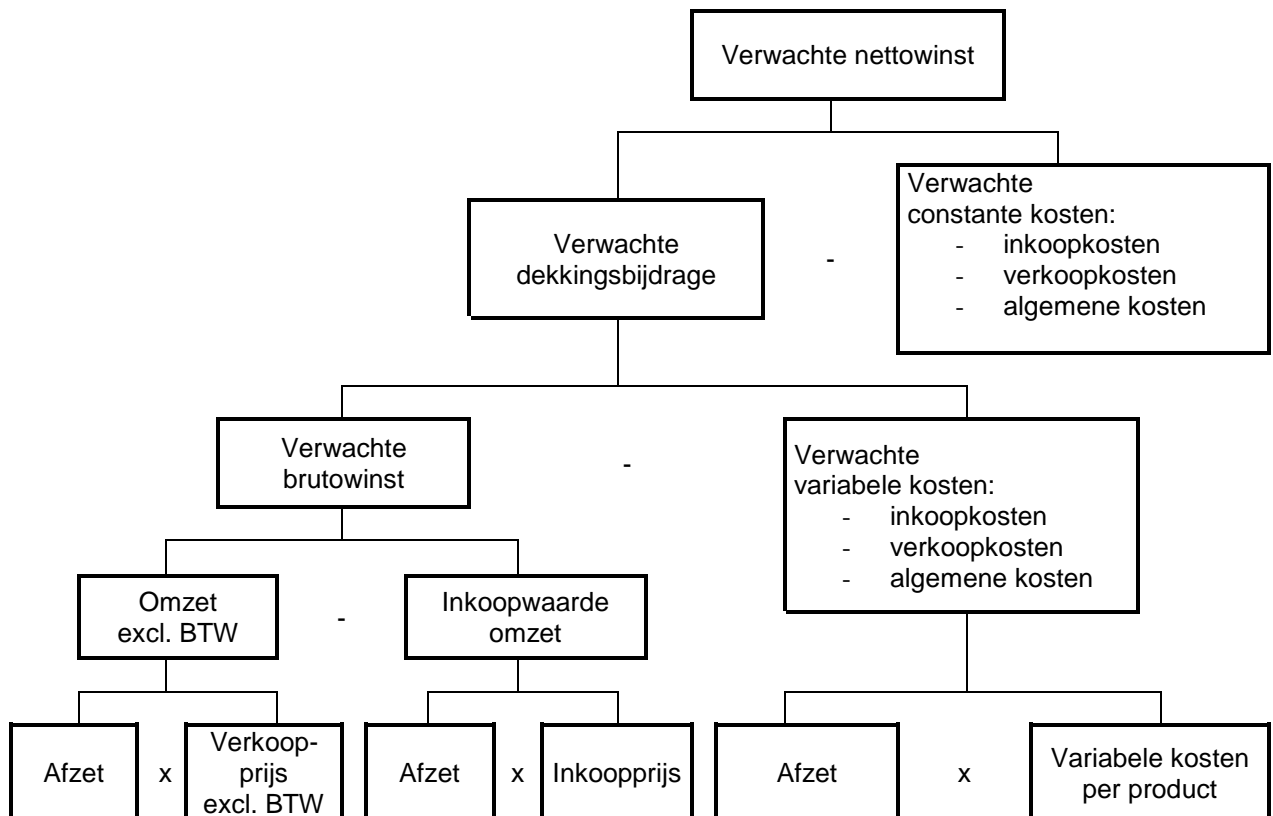 Verwachte nettowinst
Verwachte
constante kosten:
- inkoopkosten
- verkoopkosten
- algemene kosten
Verwachte
dekkingsbijdrage
-
Verwachte
brutowinst
-
Verwachte
variabele kosten:
- inkoopkosten
- verkoopkosten
- algemene kosten
Omzet
excl. BTW
-
Inkoopwaarde
omzet
Afzet
x
Verkoop-
prijs
excl. BTW
Afzet
x
Inkoopprijs
Afzet
x
Variabele kosten
per product